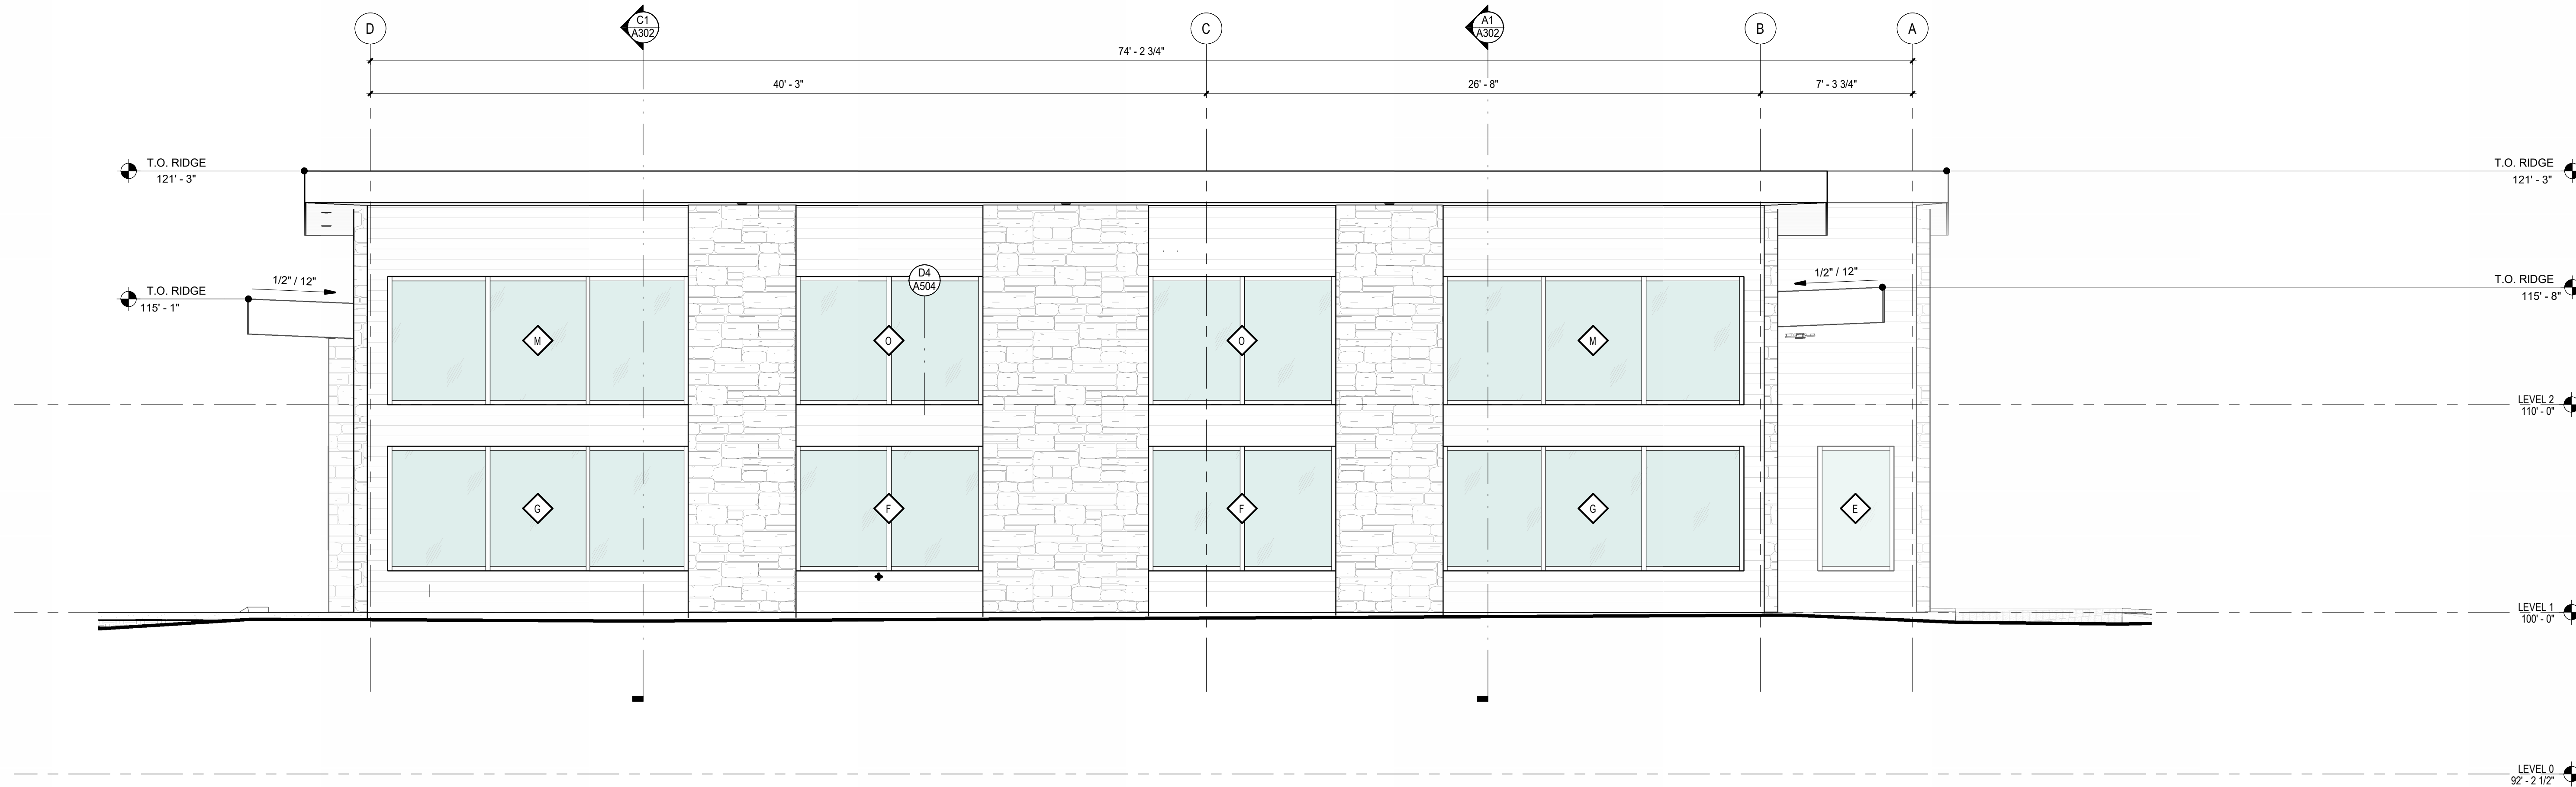 D
C1
A302
C
A1
A302
B
A
74' - 2 3/4"
40' - 3"
26' - 8"
7' - 3 3/4"
T.O. RIDGE
121' - 3"
T.O. RIDGE
121' - 3"
1/2" / 12"
D4
A504
1/2" / 12"
T.O. RIDGE
115' - 1"
T.O. RIDGE
115' - 8"
M
O
O
M
LEVEL 2
110' - 0"
G
F
F
G
E
LEVEL 1
100' - 0"
LEVEL 0
92' - 2 1/2"